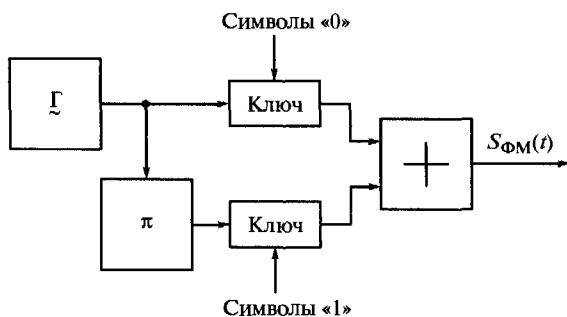 Символы «0»
Г
~
Ключ
+
S_ФМ(t)
π
Ключ
Символы «1»